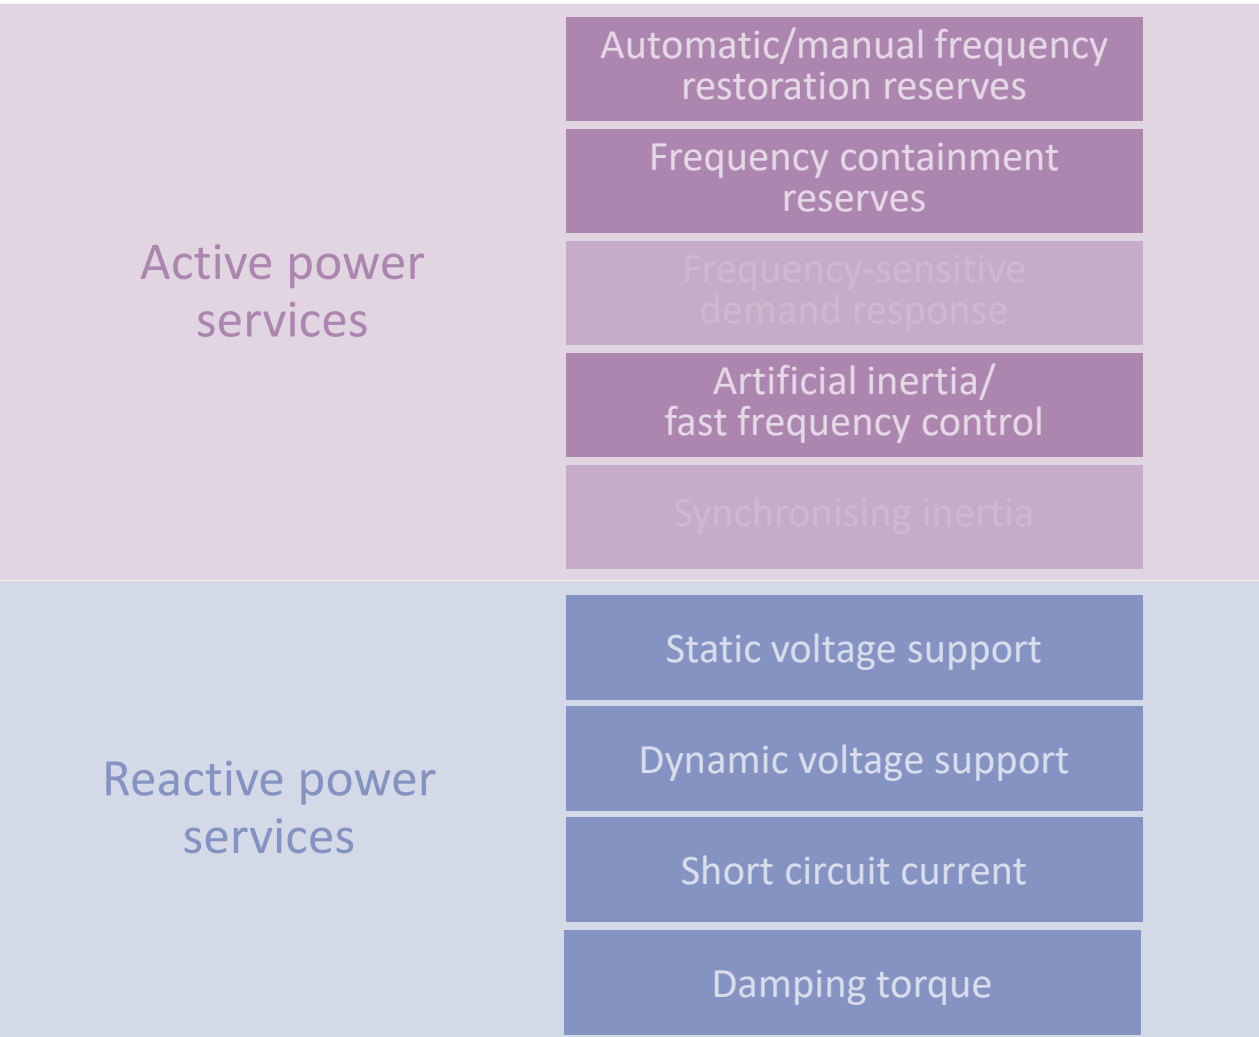 Active power
services
Automatic/manual frequency
restoration reserves
Frequency containment
reserves
Frequency-sensitive
demand response
Artificial inertia/
fast frequency control
Synchronising inertia
Reactive power
services
Static voltage support
Dynamic voltage support
Short circuit current
Damping torque